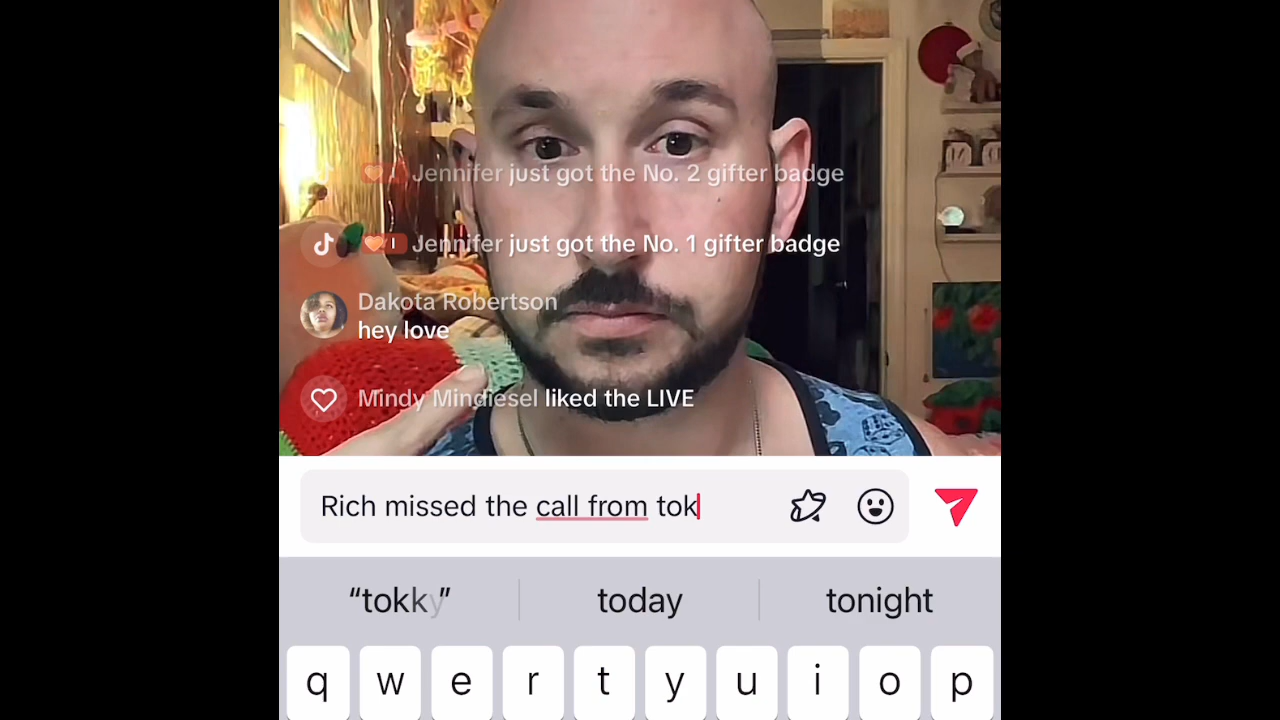 Jennifer just got the No. 2 gifter badge
I Jennifer just got the No. 1 gifter badge
Dakota Robertson
hey love
Mindy Mindiesel liked the LIVE
Rich missed the call from tok
“tokky” today tonight
q w e r t y u i o p